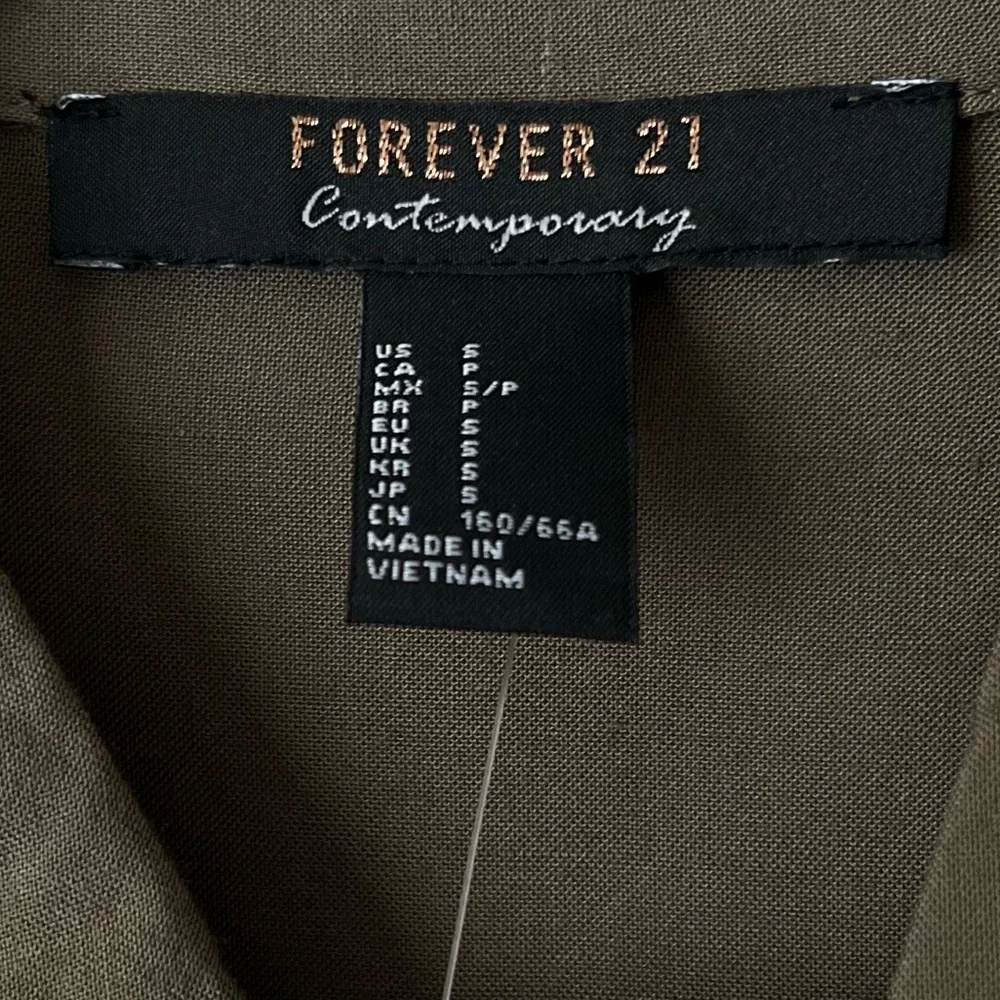 FOREVER 21
Contemporary
US S
CA P
MX S/P
BR P
EU S
UK S
KR S
JP S
CN 160/66A
MADE IN
VIETNAM